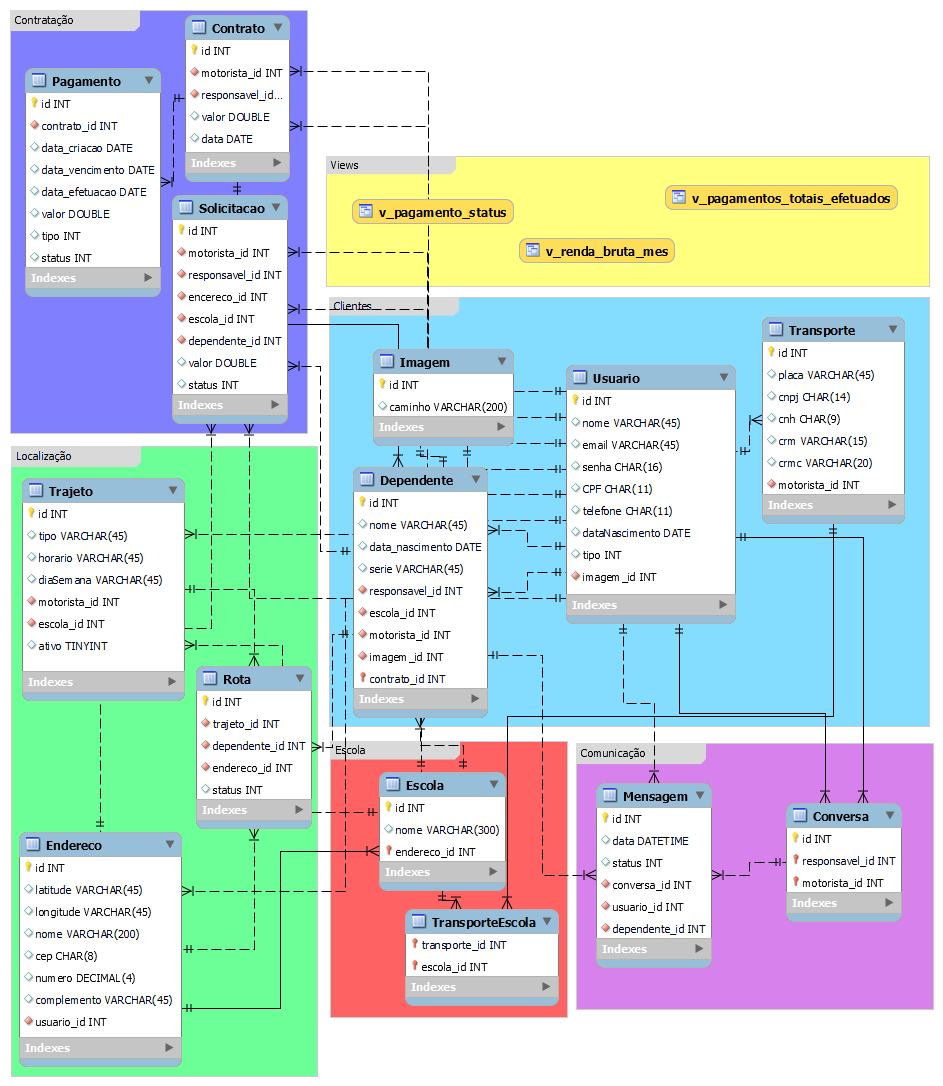 Contratação
Contrato
id INT
motorista_id INT
responsavel_id...
valor DOUBLE
data DATE
Indexes
Pagamento
id INT
contrato_id INT
data_criacao DATE
data_vencimento DATE
data_efetuacao DATE
valor DOUBLE
tipo INT
status INT
Indexes
Solicitacao
id INT
motorista_id INT
responsavel_id INT
encereco_id INT
escola_id INT
dependente_id INT
valor DOUBLE
status INT
Indexes
Views
v_pagamento_status
v_pagamentos_totais_efetuados
v_renda_bruta_mes
Clientes
Imagem
id INT
caminho VARCHAR(200)
Indexes
Usuario
id INT
nome VARCHAR(45)
email VARCHAR(45)
senha CHAR(16)
CPF CHAR(11)
telefone CHAR(11)
dataNascimento DATE
tipo INT
imagem_id INT
Indexes
Transporte
id INT
placa VARCHAR(45)
cnpj CHAR(14)
cnh CHAR(9)
crm VARCHAR(15)
crmc VARCHAR(20)
motorista_id INT
Indexes
Dependente
id INT
nome VARCHAR(45)
data_nascimento DATE
serie VARCHAR(45)
responsavel_id INT
escola_id INT
motorista_id INT
imagem_id INT
contrato_id INT
Indexes
Localização
Trajeto
id INT
tipo VARCHAR(45)
horario VARCHAR(45)
diaSemana VARCHAR(45)
motorista_id INT
escola_id INT
ativo TINYINT
Indexes
Rota
id INT
trajeto_id INT
dependente_id INT
endereco_id INT
status INT
Indexes
Endereco
id INT
latitude VARCHAR(45)
longitude VARCHAR(45)
nome VARCHAR(200)
cep CHAR(8)
numero DECIMAL(4)
complemento VARCHAR(45)
usuario_id INT
Indexes
Escola
Escola
id INT
nome VARCHAR(300)
endereco_id INT
Indexes
TransporteEscola
transporte_id INT
escola_id INT
Indexes
Comunicação
Mensagem
id INT
data DATETIME
status INT
conversa_id INT
usuario_id INT
dependente_id INT
Indexes
Conversa
id INT
responsavel_id INT
motorista_id INT
Indexes